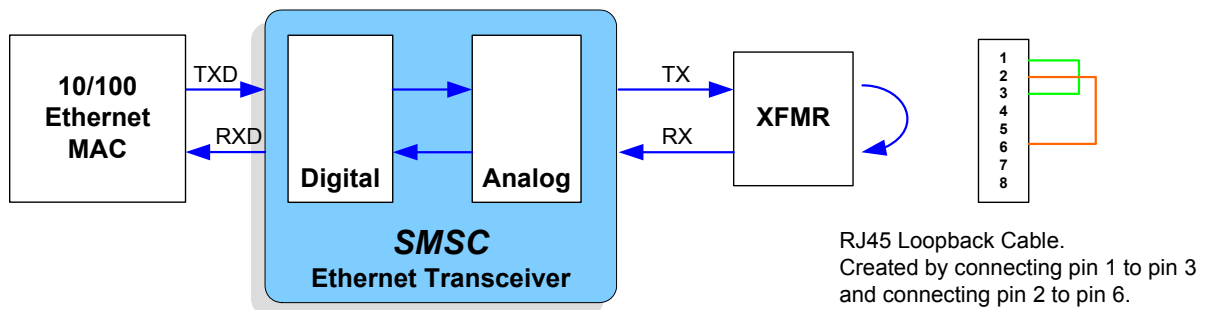 10/100
Ethernet
MAC
TXD
RXD
Digital
Analog
SMSC
Ethernet Transceiver
TX
RX
XFMR
1
2
3
4
5
6
7
8
RJ45 Loopback Cable.
Created by connecting pin 1 to pin 3
and connecting pin 2 to pin 6.